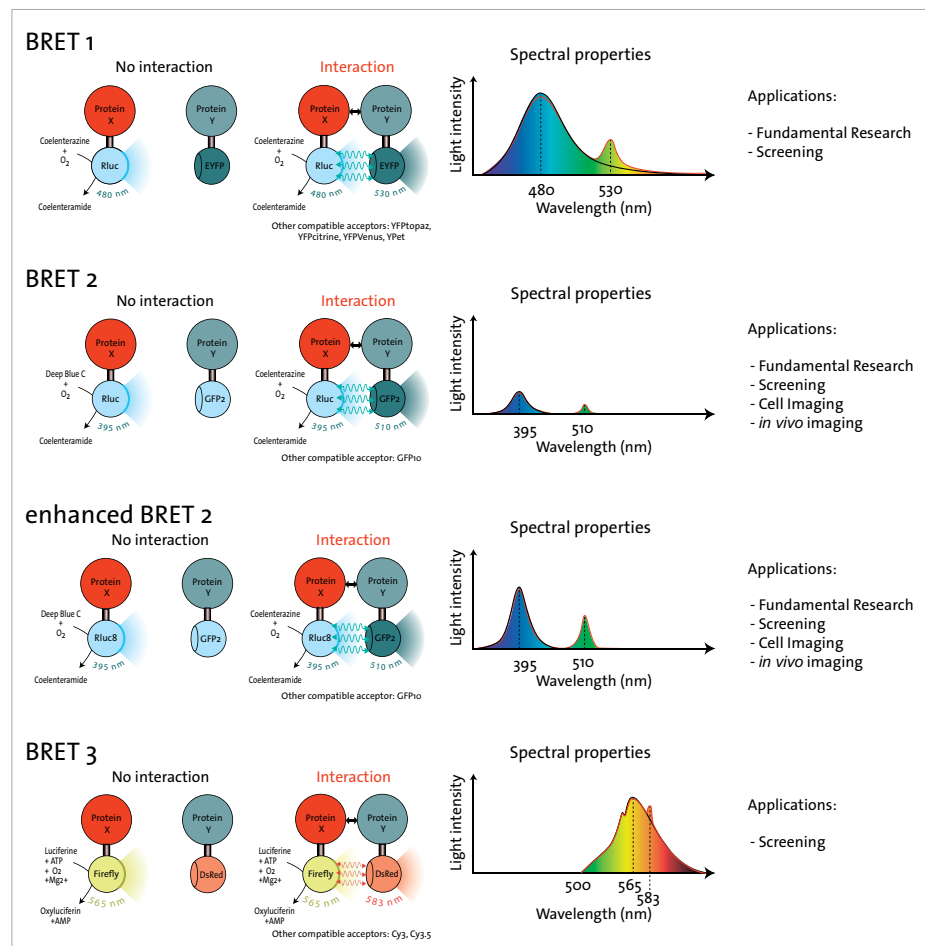 BRET 1
No interaction
Interaction
Spectral properties
Protein
X
Protein
Y
Protein
X
Protein
Y
Coelenterazine
+
O2
Rluc
EYFP
Coelenterazine
+
O2
Rluc
EYFP
480 nm
480 nm
530 nm
Coelenteramide
Coelenteramide
Other compatible acceptors: YFPtopaz,
YFPcitrine, YFPVenus, YPet
Light intensity
480
530
Wavelength (nm)
Applications:
- Fundamental Research
- Screening
BRET 2
No interaction
Interaction
Spectral properties
Protein
X
Protein
Y
Protein
X
Protein
Y
Deep Blue C
+
O2
Rluc
GFP2
Coelenterazine
+
O2
Rluc
GFP2
395 nm
395 nm
510 nm
Coelenteramide
Coelenteramide
Other compatible acceptor: GFP10
Light intensity
395
510
Wavelength (nm)
Applications:
- Fundamental Research
- Screening
- Cell Imaging
- in vivo imaging
enhanced BRET 2
No interaction
Interaction
Spectral properties
Protein
X
Protein
Y
Protein
X
Protein
Y
Deep Blue C
+
O2
Rluc8
GFP2
Coelenterazine
+
O2
Rluc8
GFP2
395 nm
395 nm
510 nm
Coelenteramide
Coelenteramide
Other compatible acceptor: GFP10
Light intensity
395
510
Wavelength (nm)
Applications:
- Fundamental Research
- Screening
- Cell Imaging
- in vivo imaging
BRET 3
No interaction
Interaction
Spectral properties
Protein
X
Protein
Y
Protein
X
Protein
Y
Luciferine
+ ATP
+ O2
+Mg2+
Firefly
DsRed
Luciferine
+ ATP
+ O2
+Mg2+
Firefly
DsRed
565 nm
565 nm
583 nm
Oxyluciferin
+AMP
Oxyluciferin
+AMP
Other compatible acceptors: Cy3, Cy3.5
Light intensity
500
565
583
Wavelength (nm)
Applications:
- Screening